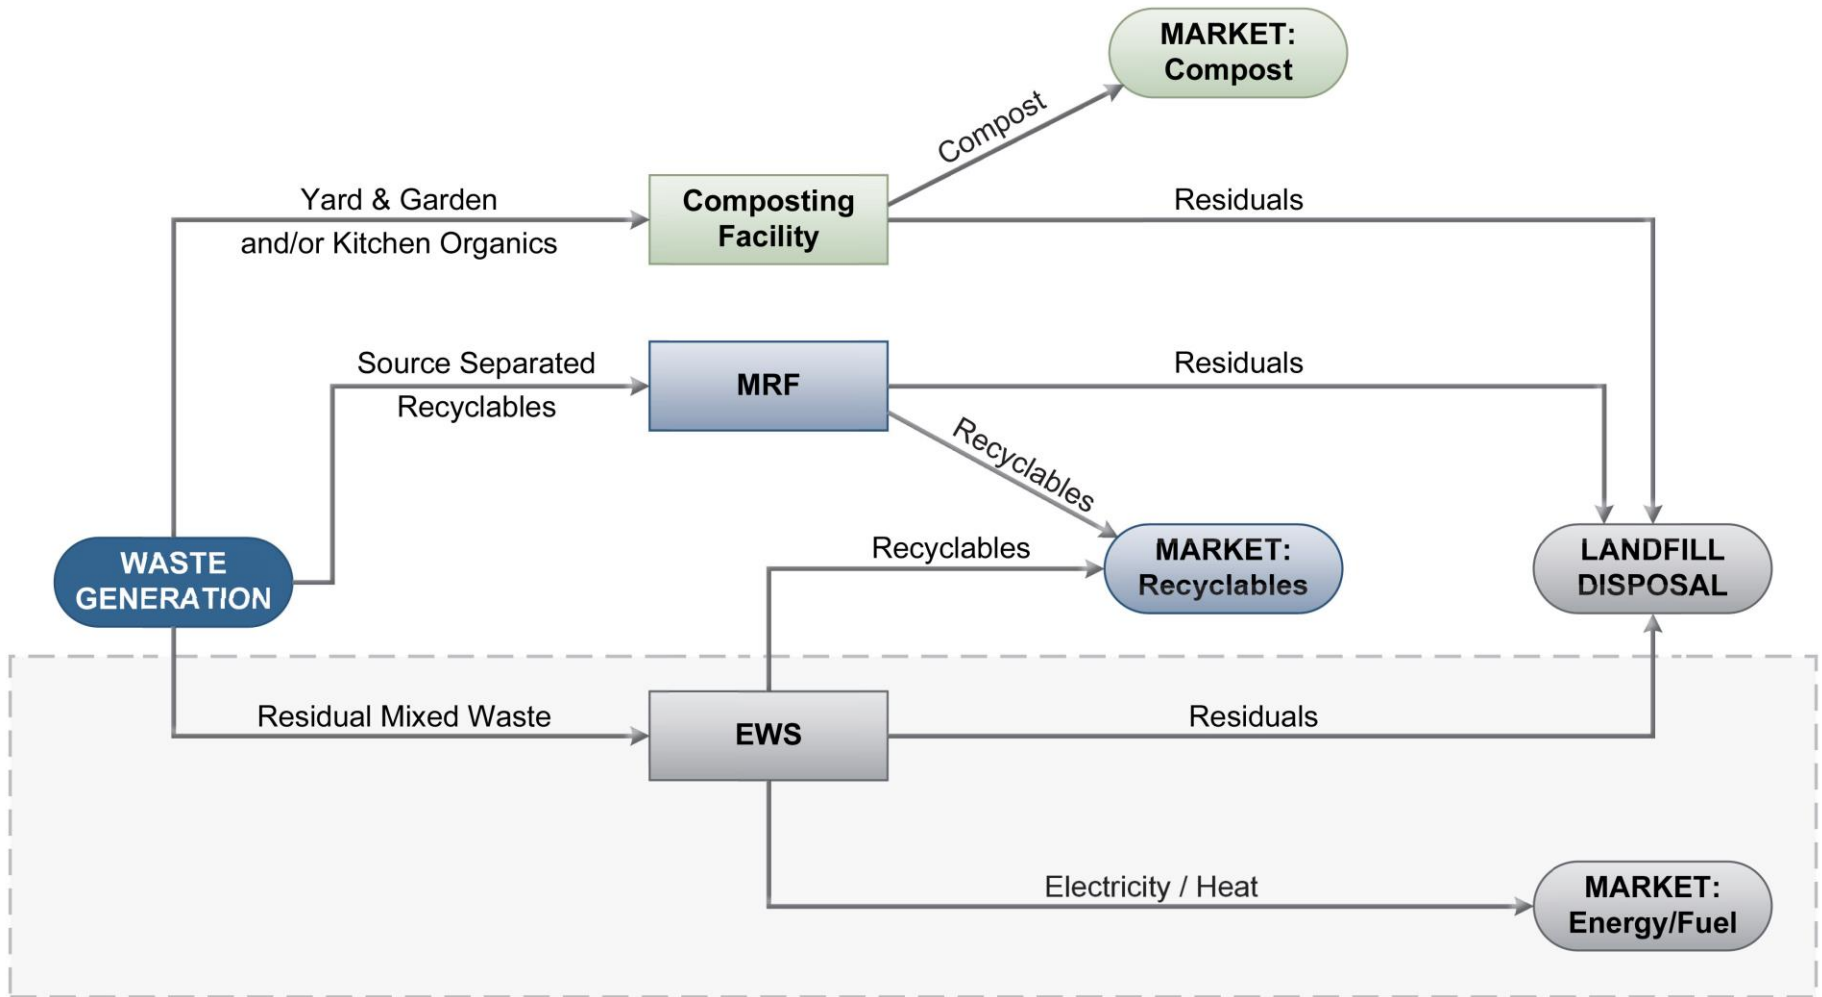 MARKET:
Compost
Compost
Yard & Garden
and/or Kitchen Organics
Composting
Facility
Residuals
Source Separated
Recyclables
MRF
Residuals
Recyclables
WASTE
GENERATION
Recyclables
MARKET:
Recyclables
LANDFILL
DISPOSAL
Residual Mixed Waste
EWS
Residuals
Electricity / Heat
MARKET:
Energy/Fuel